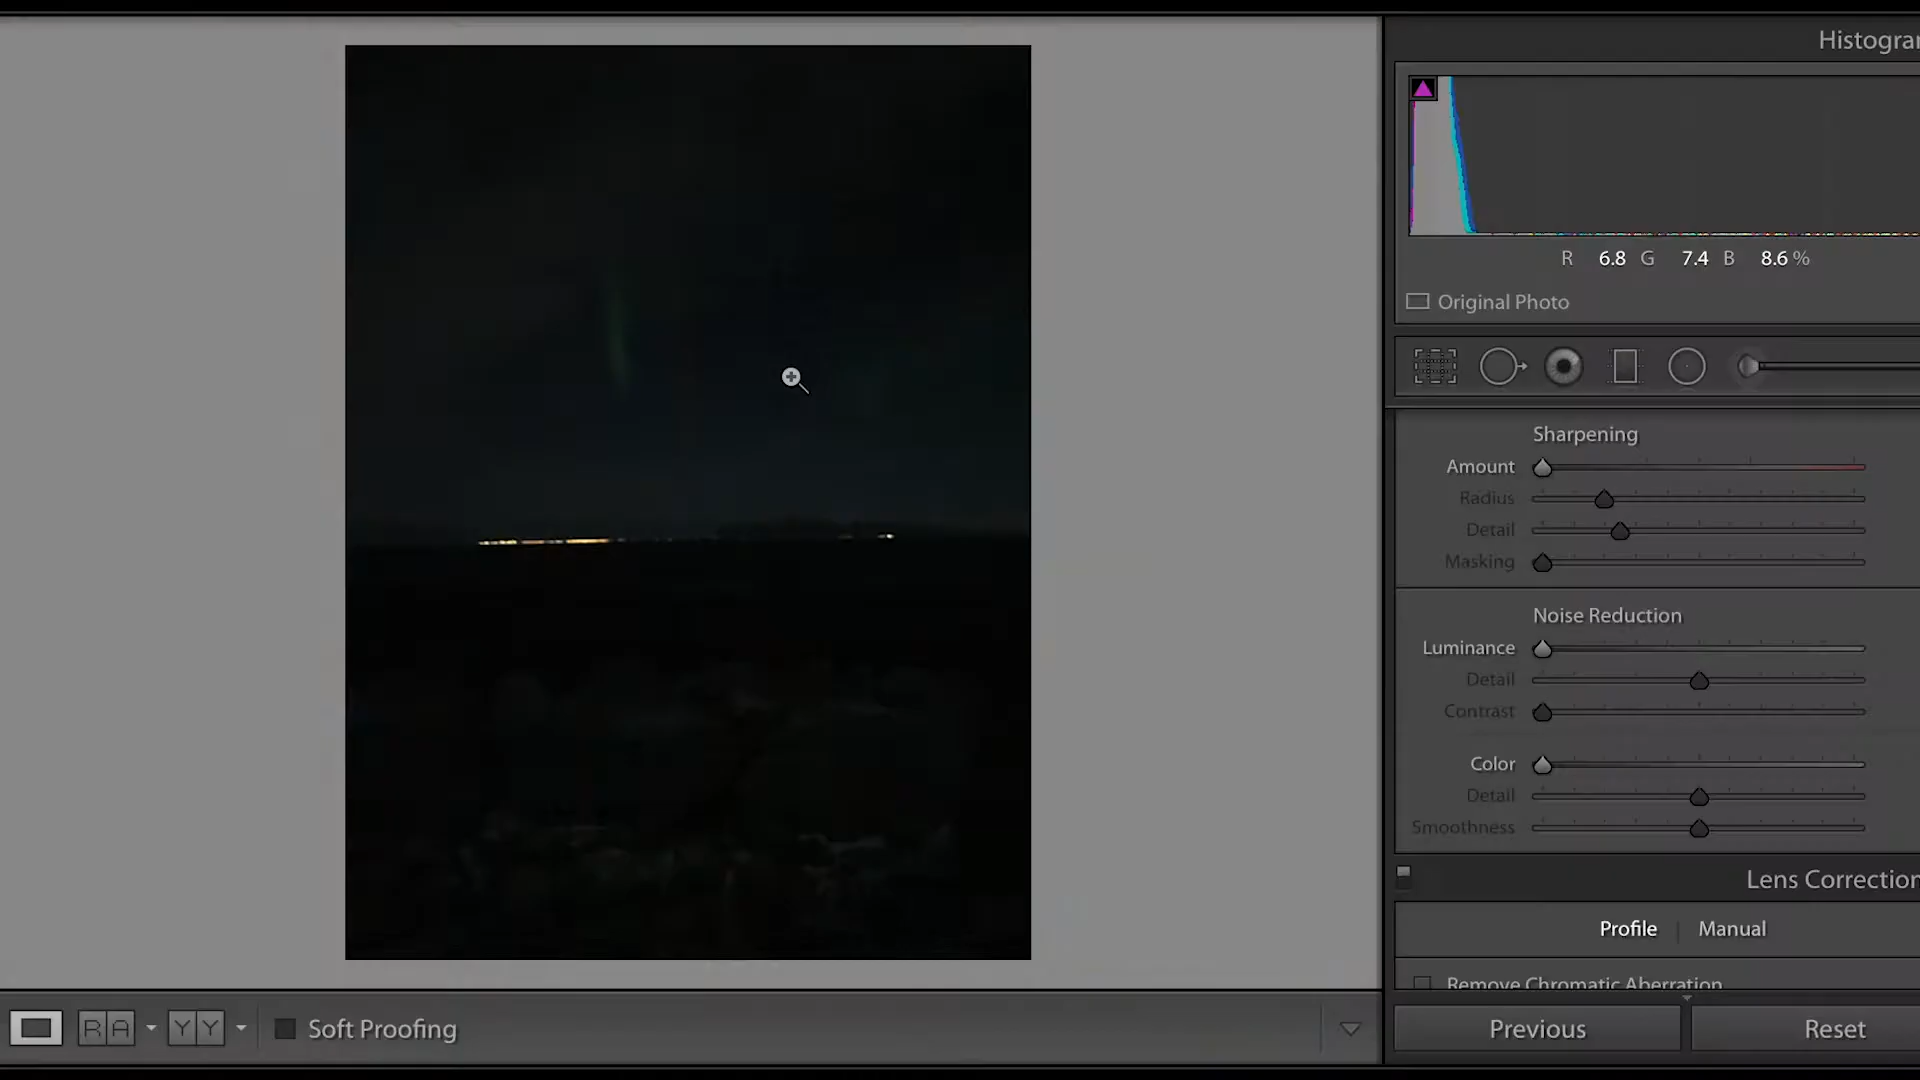 Histogra
R 6.8 G 7.4 B 8.6 %
Original Photo
Sharpening
Amount
Radius
Detail
Masking
Noise Reduction
Luminance
Detail
Contrast
Color
Detail
Smoothness
Lens Correction
Profile | Manual
Remove Chromatic Aberration
Previous
Reset
R A
Y Y
Soft Proofing